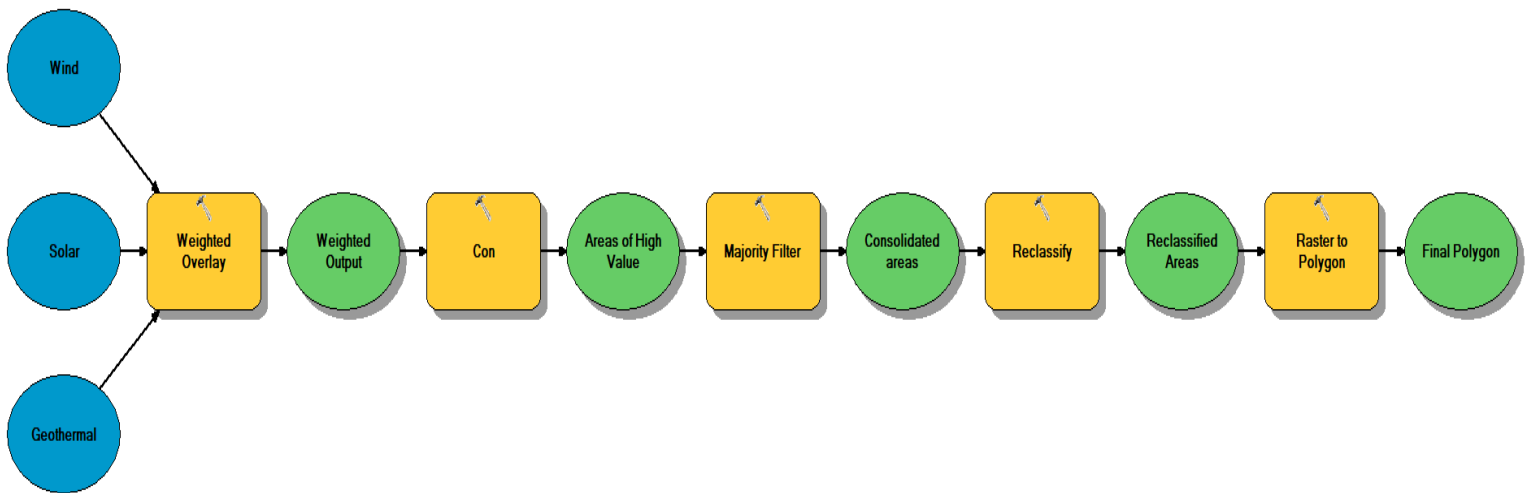 Wind
Solar
Geothermal
Weighted
Overlay
Weighted
Output
Con
Areas of High
Value
Majority Filter
Consolidated
areas
Reclassify
Reclassified
Areas
Raster to
Polygon
Final Polygon